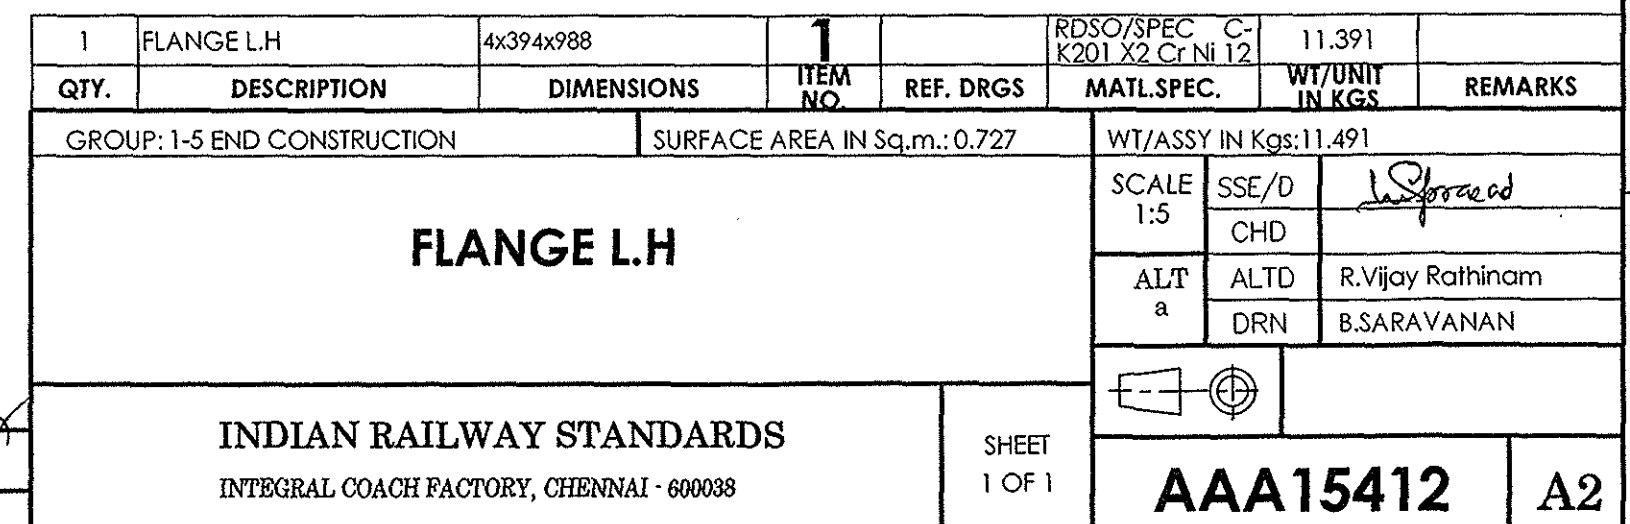 1 FLANGE L.H 4x394x988 1 RDSO/SPEC C-K201 X2 Cr Ni 12 11.391
QTY. DESCRIPTION DIMENSIONS ITEM NO. REF. DRGS MATL.SPEC. WT/UNIT IN KGS REMARKS
GROUP: 1-5 END CONSTRUCTION SURFACE AREA IN Sq.m.: 0.727 WT/ASSY IN Kgs:11.491
SCALE 1:5 SSE/D
CHD
FLANGE L.H
ALT a ALTD R.Vijay Rathinam
DRN B.SARAVANAN
INDIAN RAILWAY STANDARDS
INTEGRAL COACH FACTORY, CHENNAI - 600038
SHEET
1 OF 1
AAA15412 A2